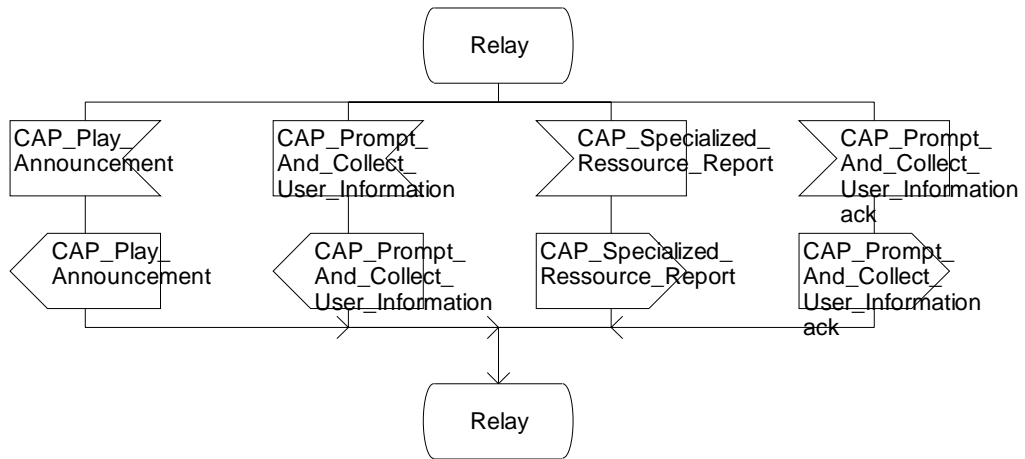 Relay
CAP_Play_
Announcement
CAP_Prompt_
And_Collect_
User_Information
CAP_Specialized_
Ressource_Report
CAP_Prompt_
And_Collect_
User_Information
ack
CAP_Play_
Announcement
CAP_Prompt_
And_Collect_
User_Information
CAP_Specialized_
Ressource_Report
CAP_Prompt_
And_Collect_
User_Information
ack
Relay